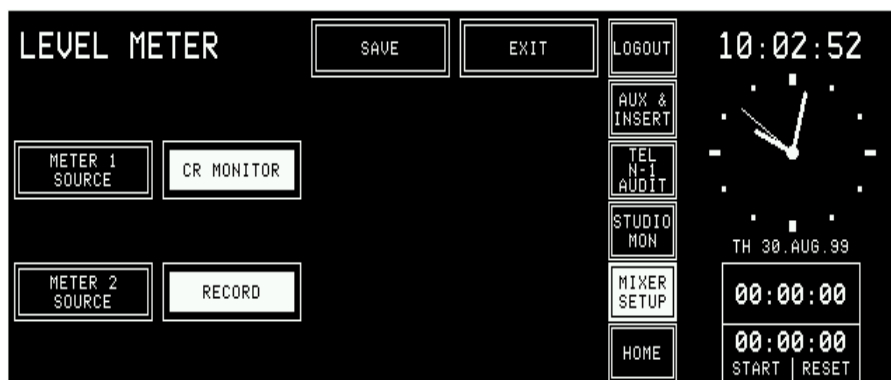 LEVEL METER
SAVE
EXIT
LOGOUT
10:02:52
AUX &
INSERT
METER 1
SOURCE
CR MONITOR
TEL
N-1
AUDIT
STUDIO
MON
TH 30.AUG.99
METER 2
SOURCE
RECORD
MIXER
SETUP
00:00:00
HOME
00:00:00
START | RESET